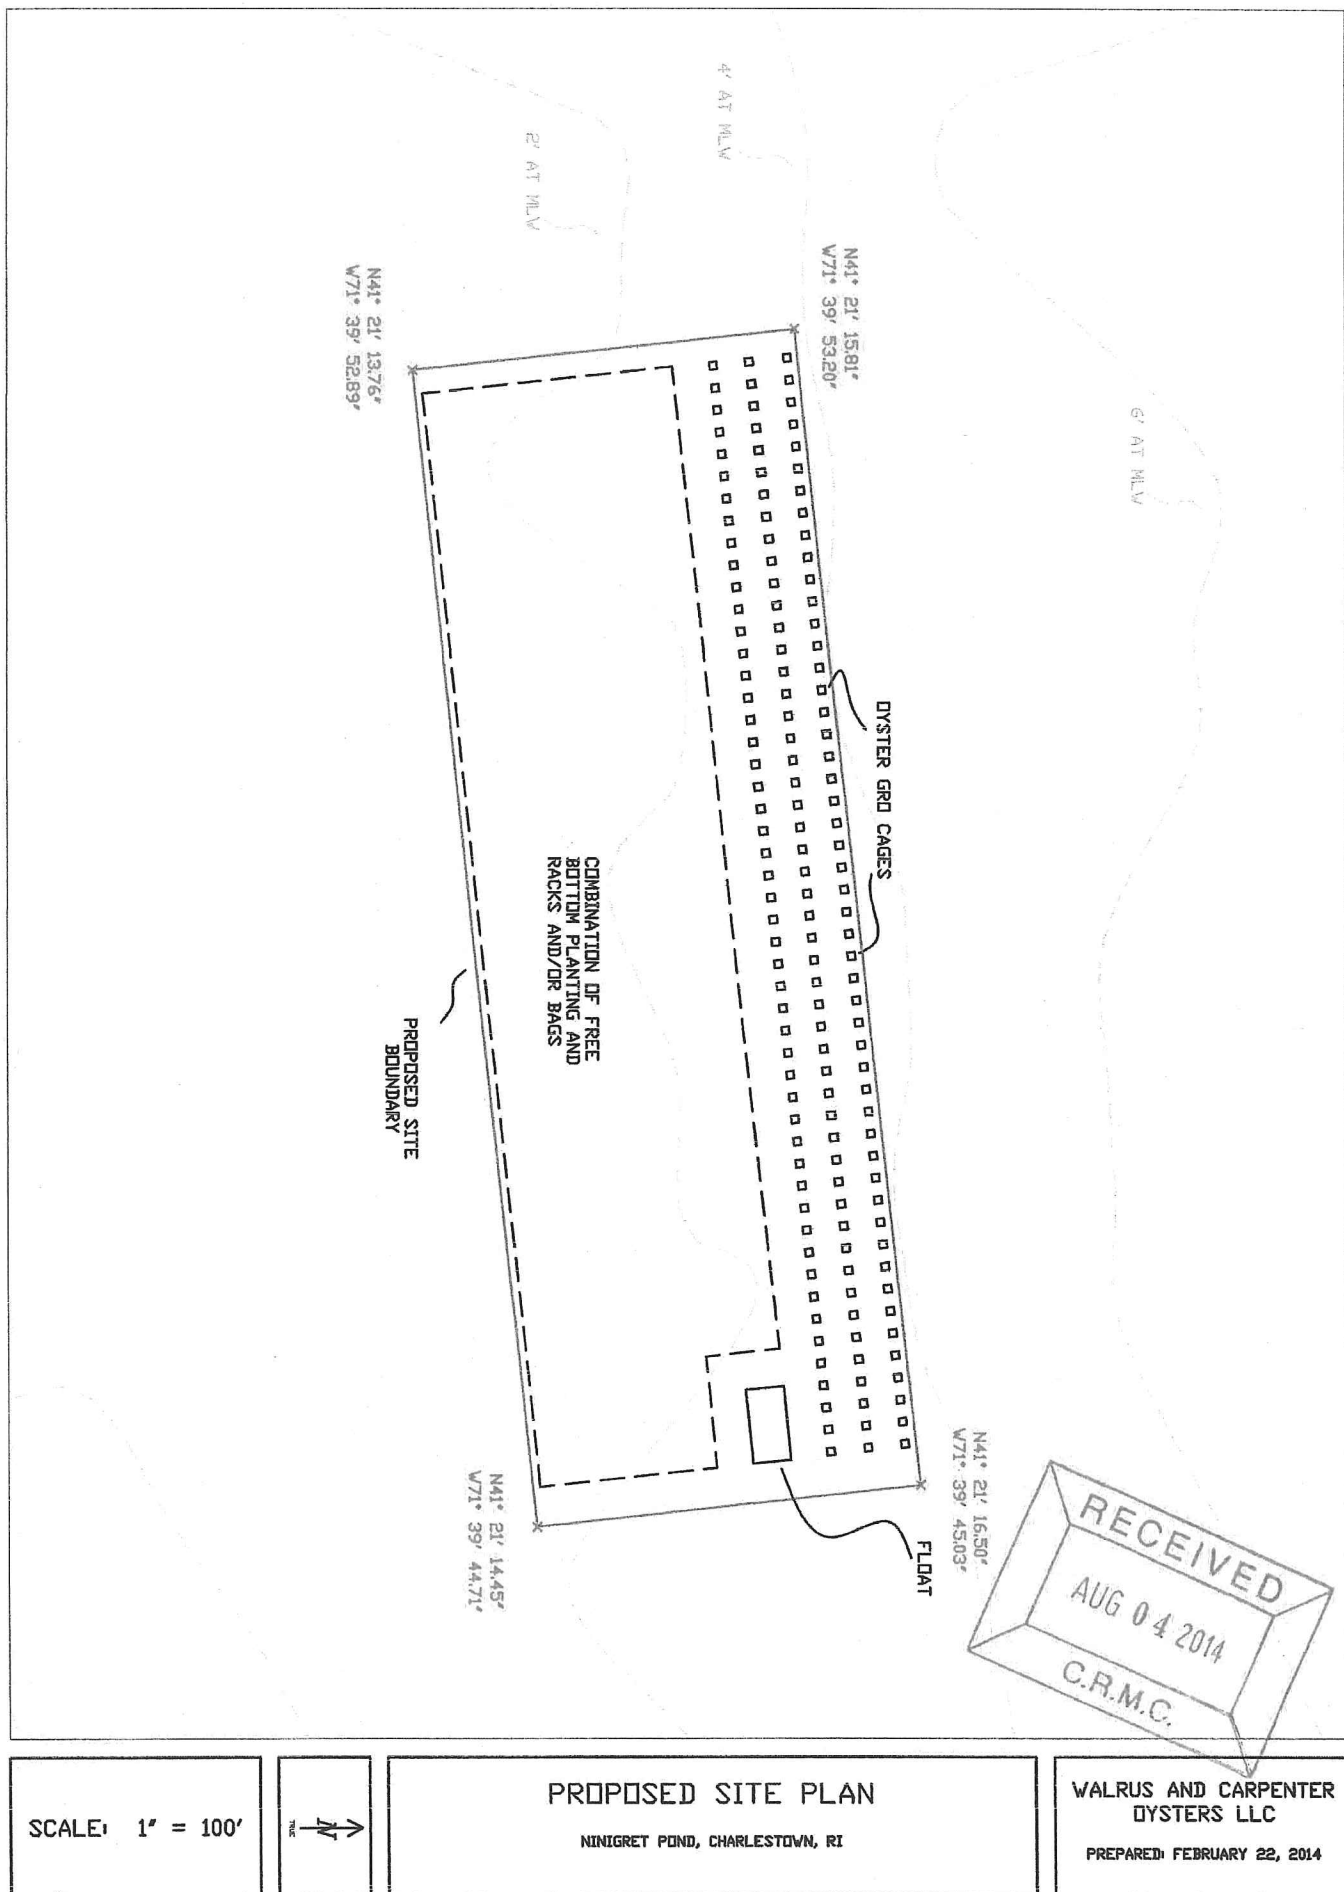 4' AT MLW
2' AT MLW
6' AT MLW
N41° 21' 15.81"
W71° 39' 53.20"
N41° 21' 13.76"
W71° 39' 52.89"
OYSTER GRO CAGES
COMBINATION OF FREE
BOTTOM PLANTING AND
RACKS AND/OR BAGS
PROPOSED SITE
BOUNDARY
N41° 21' 16.50"
W71° 39' 45.03"
N41° 21' 14.45"
W71° 39' 44.71"
FLOAT
RECEIVED
AUG 04 2014
C.R.M.C.
SCALE: 1" = 100'
TRUE
N
PROPOSED SITE PLAN
NINIGRET POND, CHARLESTOWN, RI
WALRUS AND CARPENTER
OYSTERS LLC
PREPARED: FEBRUARY 22, 2014